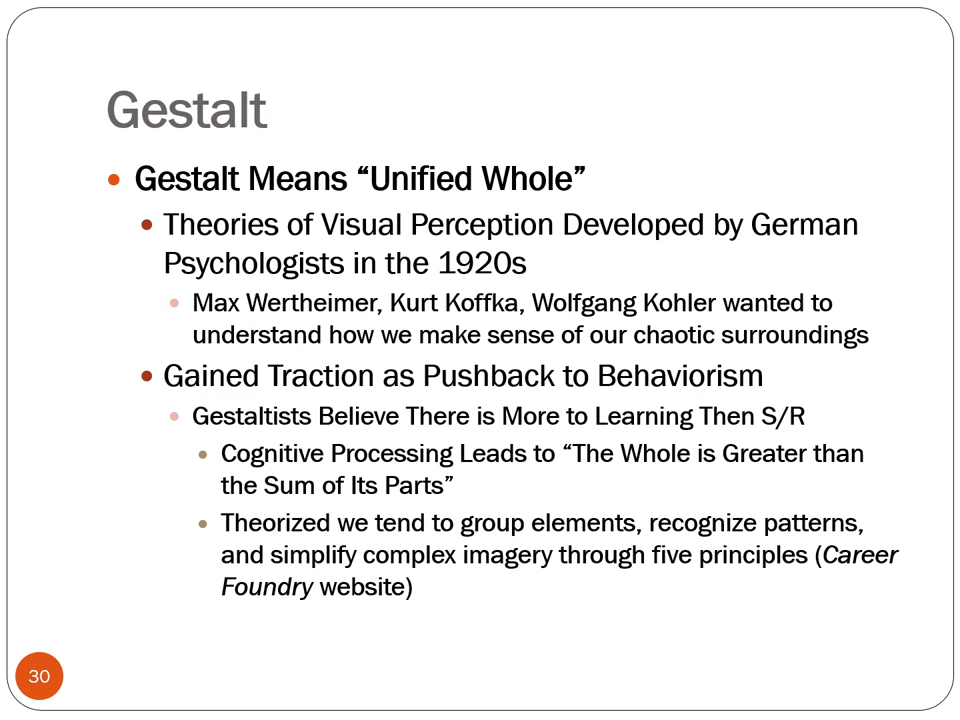 Gestalt
• Gestalt Means “Unified Whole”
• Theories of Visual Perception Developed by German
Psychologists in the 1920s
• Max Wertheimer, Kurt Koffka, Wolfgang Kohler wanted to
understand how we make sense of our chaotic surroundings
• Gained Traction as Pushback to Behaviorism
• Gestaltists Believe There is More to Learning Then S/R
• Cognitive Processing Leads to “The Whole is Greater than
the Sum of Its Parts”
• Theorized we tend to group elements, recognize patterns,
and simplify complex imagery through five principles (Career
Foundry website)
30